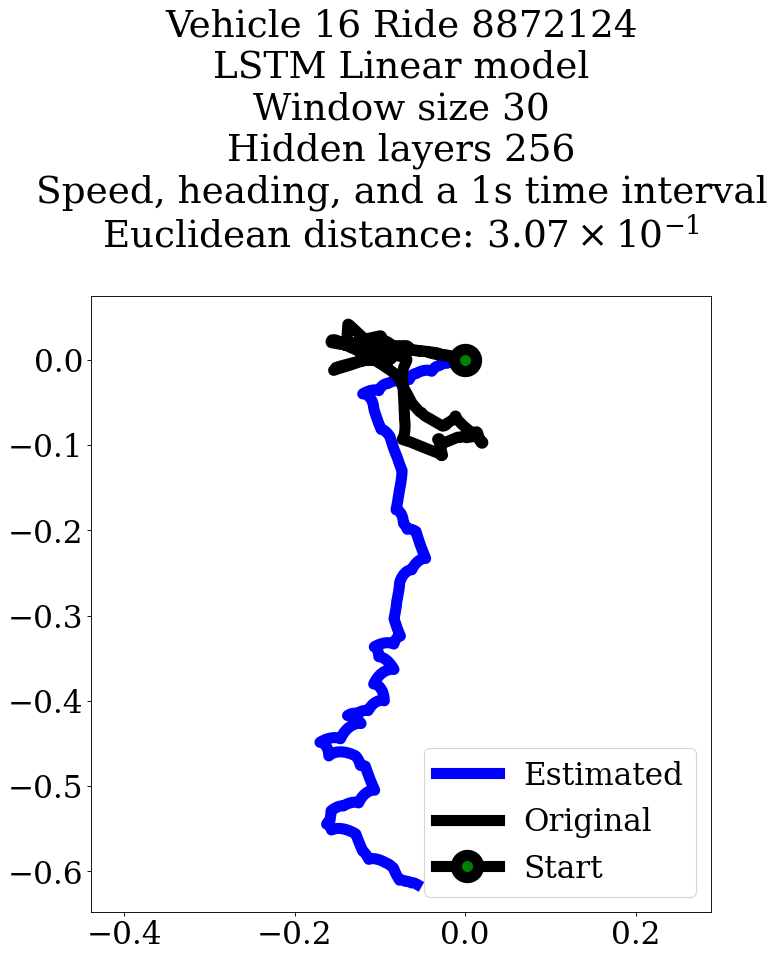 Vehicle 16 Ride 8872124
LSTM Linear model
Window size 30
Hidden layers 256
Speed, heading, and a 1s time interval
Euclidean distance: 3.07 × 10⁻¹
0.0
−0.1
−0.2
−0.3
−0.4
−0.5
−0.6
Estimated
Original
Start
−0.4 −0.2 0.0 0.2